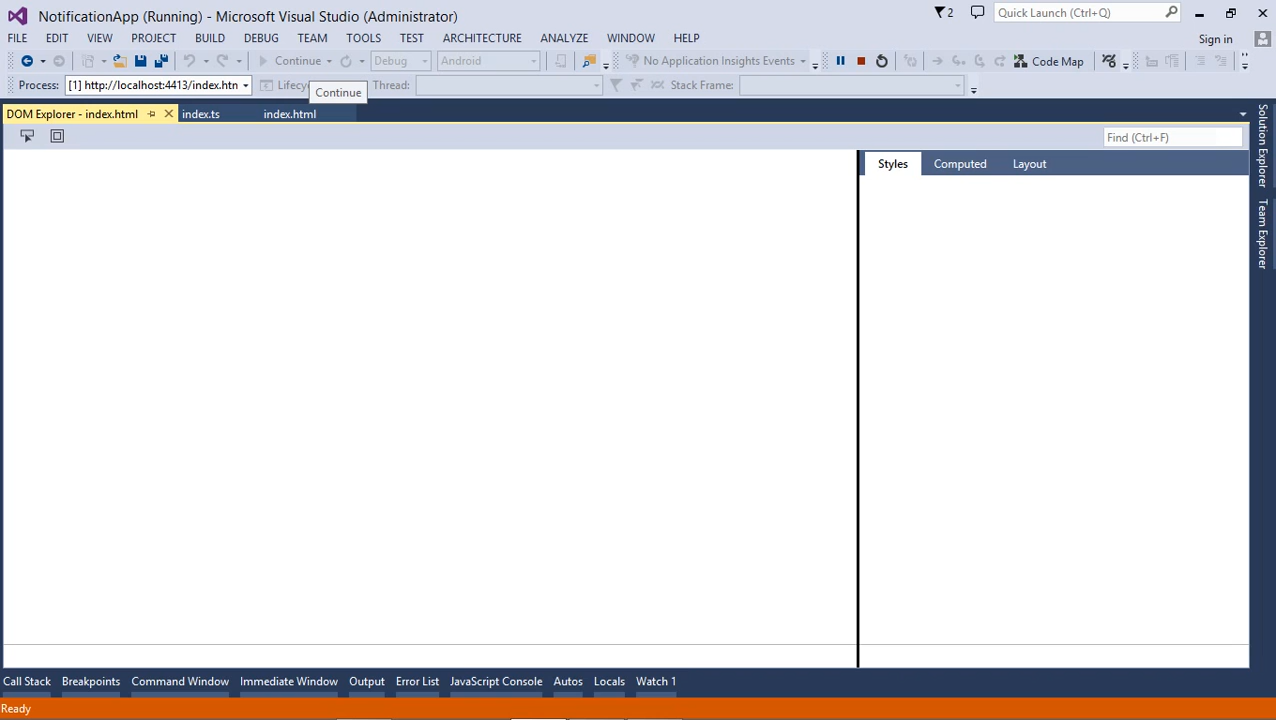 NotificationApp (Running) - Microsoft Visual Studio (Administrator)
2
Quick Launch (Ctrl+Q)
FILE EDIT VIEW PROJECT BUILD DEBUG TEAM TOOLS TEST ARCHITECTURE ANALYZE WINDOW HELP
Sign in
Continue Debug Android No Application Insights Events Code Map
Process: [1] http://localhost:4413/index.htn Thread: Stack Frame:
Continue
DOM Explorer - index.html index.ts index.html
Find (Ctrl+F)
Styles Computed Layout
Solution Explorer
Team Explorer
Call Stack Breakpoints Command Window Immediate Window Output Error List JavaScript Console Autos Locals Watch 1
Ready